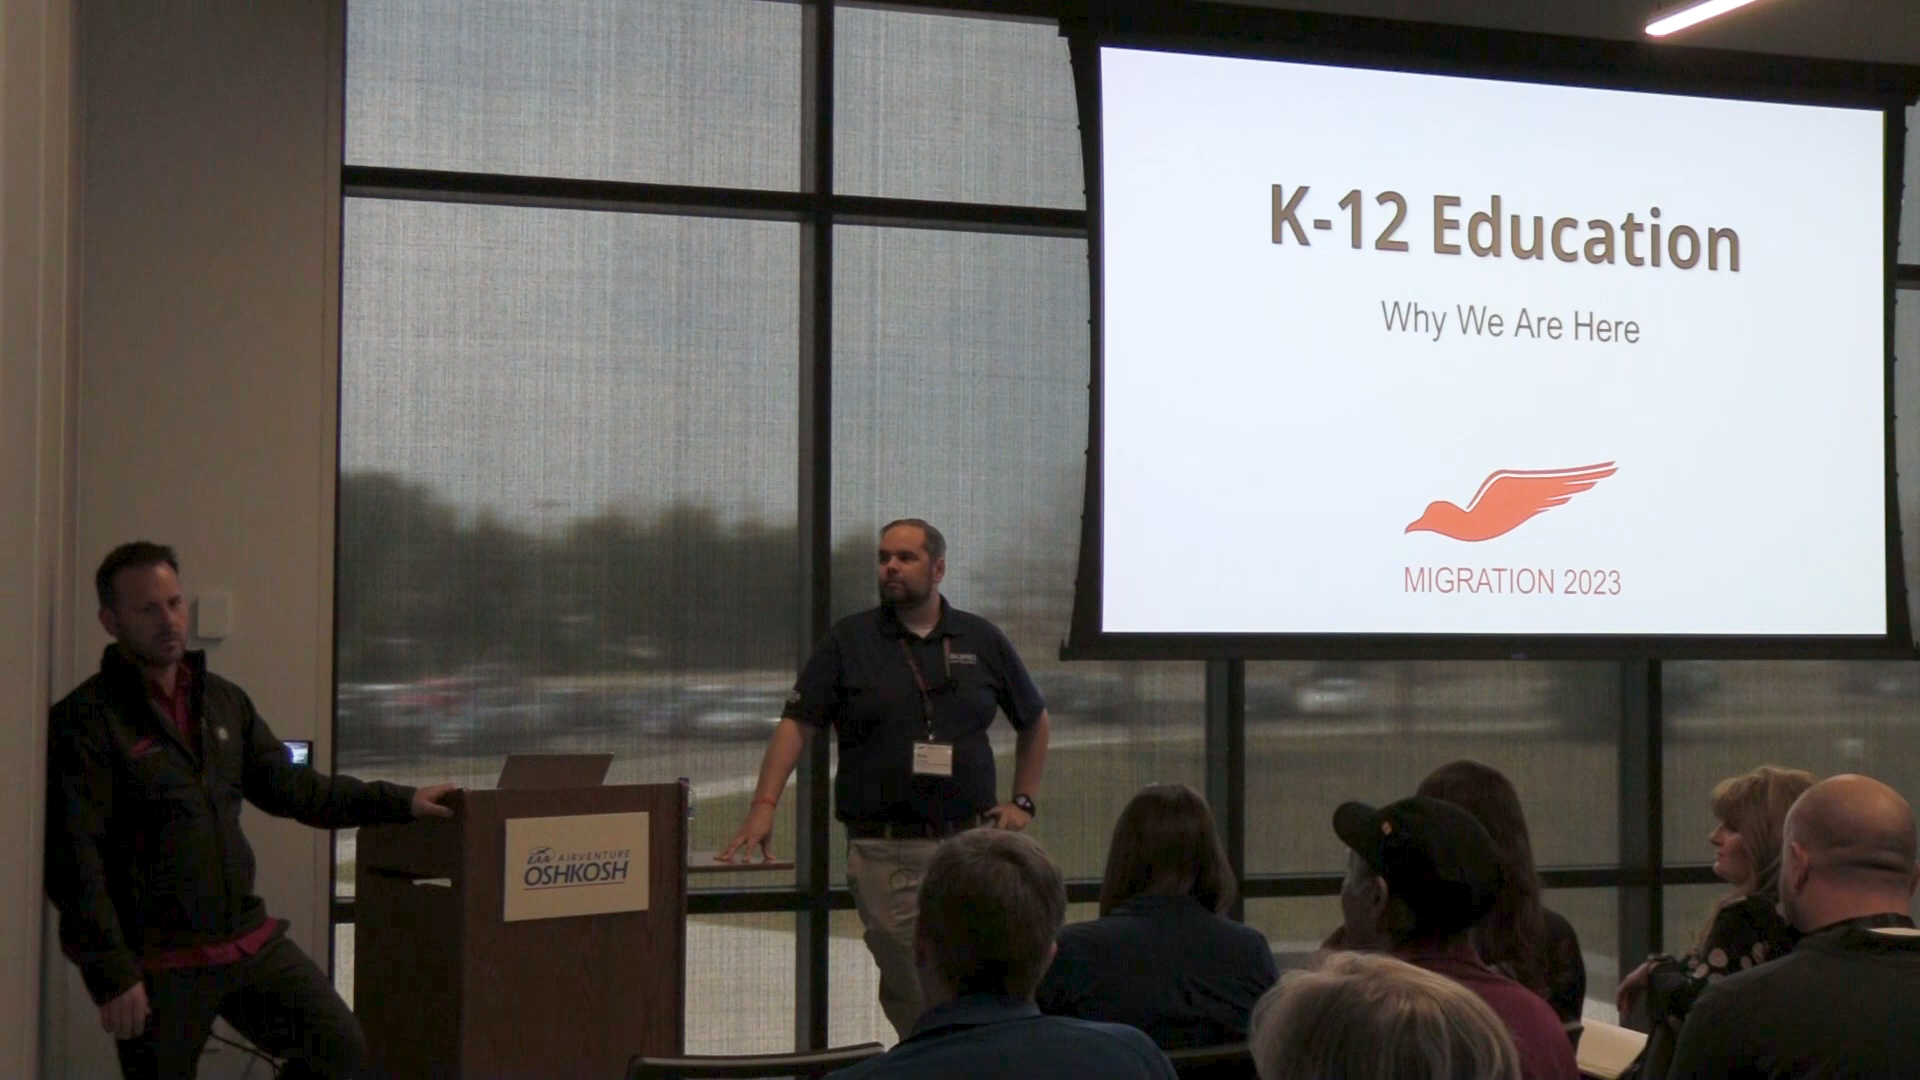 K-12 Education
Why We Are Here
MIGRATION 2023
EAA AIRVENTURE
OSHKOSH